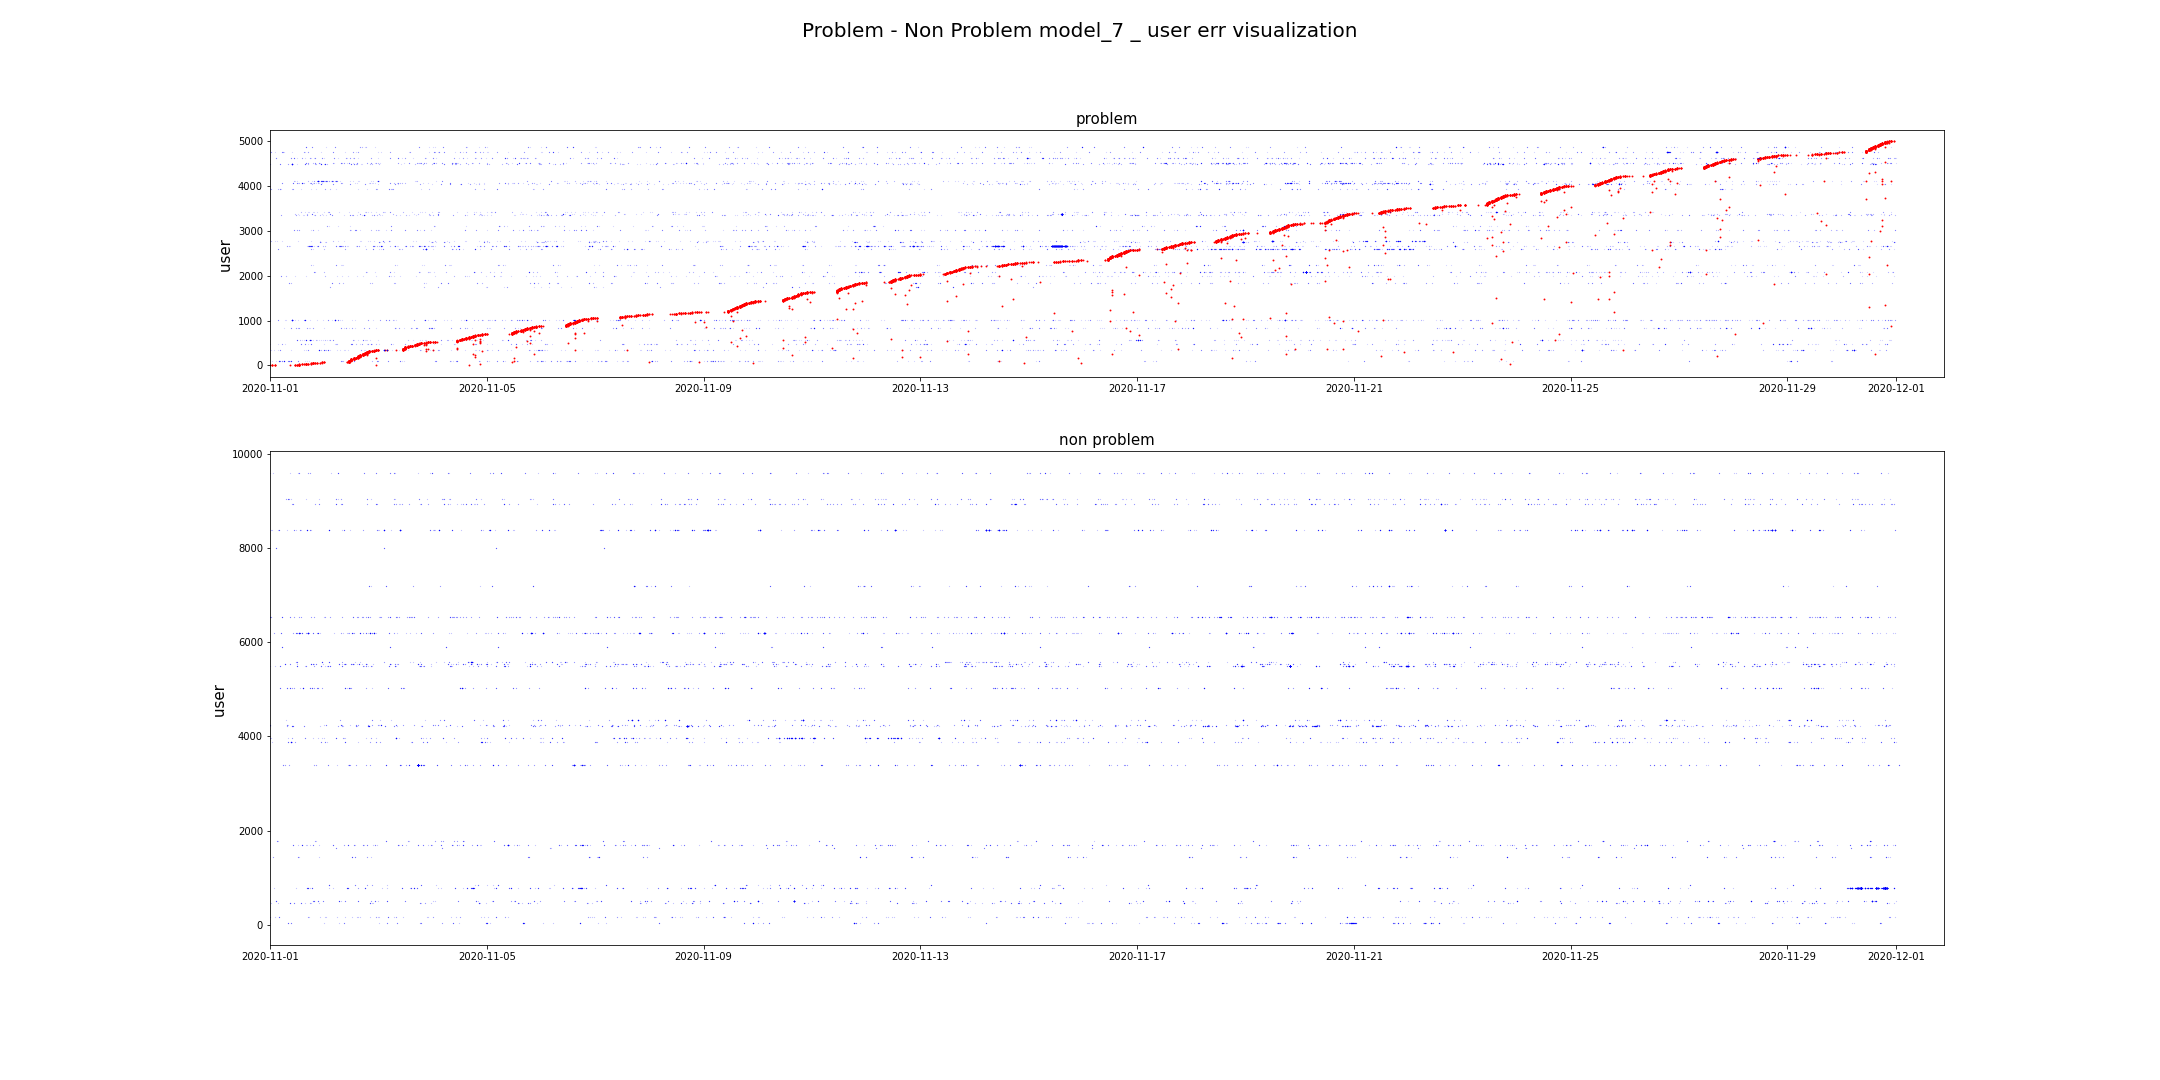 Problem - Non Problem model_7 _ user err visualization
problem
user
5000
4000
3000
2000
1000
0
2020-11-01 2020-11-05 2020-11-09 2020-11-13 2020-11-17 2020-11-21 2020-11-25 2020-11-29 2020-12-01
non problem
user
10000
8000
6000
4000
2000
0
2020-11-01 2020-11-05 2020-11-09 2020-11-13 2020-11-17 2020-11-21 2020-11-25 2020-11-29 2020-12-01